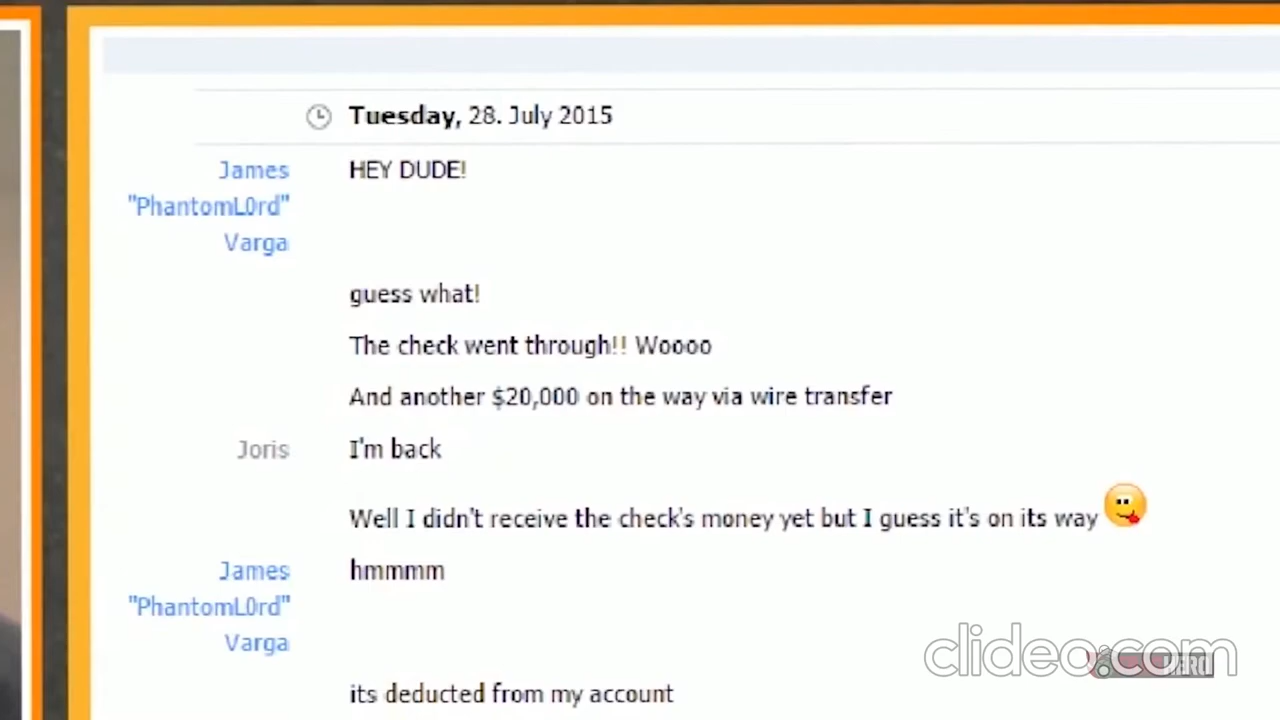 Tuesday, 28. July 2015
James HEY DUDE!
"PhantomL0rd"
Varga
guess what!
The check went through!! Woooo
And another $20,000 on the way via wire transfer
Joris I'm back
Well I didn't receive the check's money yet but I guess it's on its way
James hmmmm
"PhantomL0rd"
Varga
clideo.com
HERO
its deducted from my account